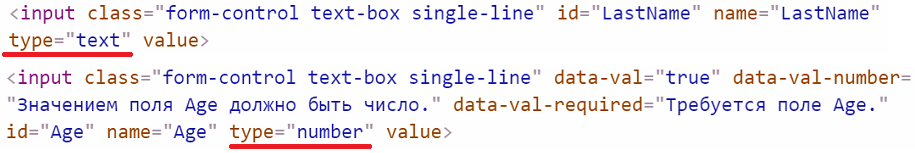 <input class="form-control text-box single-line" id="LastName" name="LastName"
type="text" value>
<input class="form-control text-box single-line" data-val="true" data-val-number=
"Значением поля Age должно быть число." data-val-required="Требуется поле Age."
id="Age" name="Age" type="number" value>